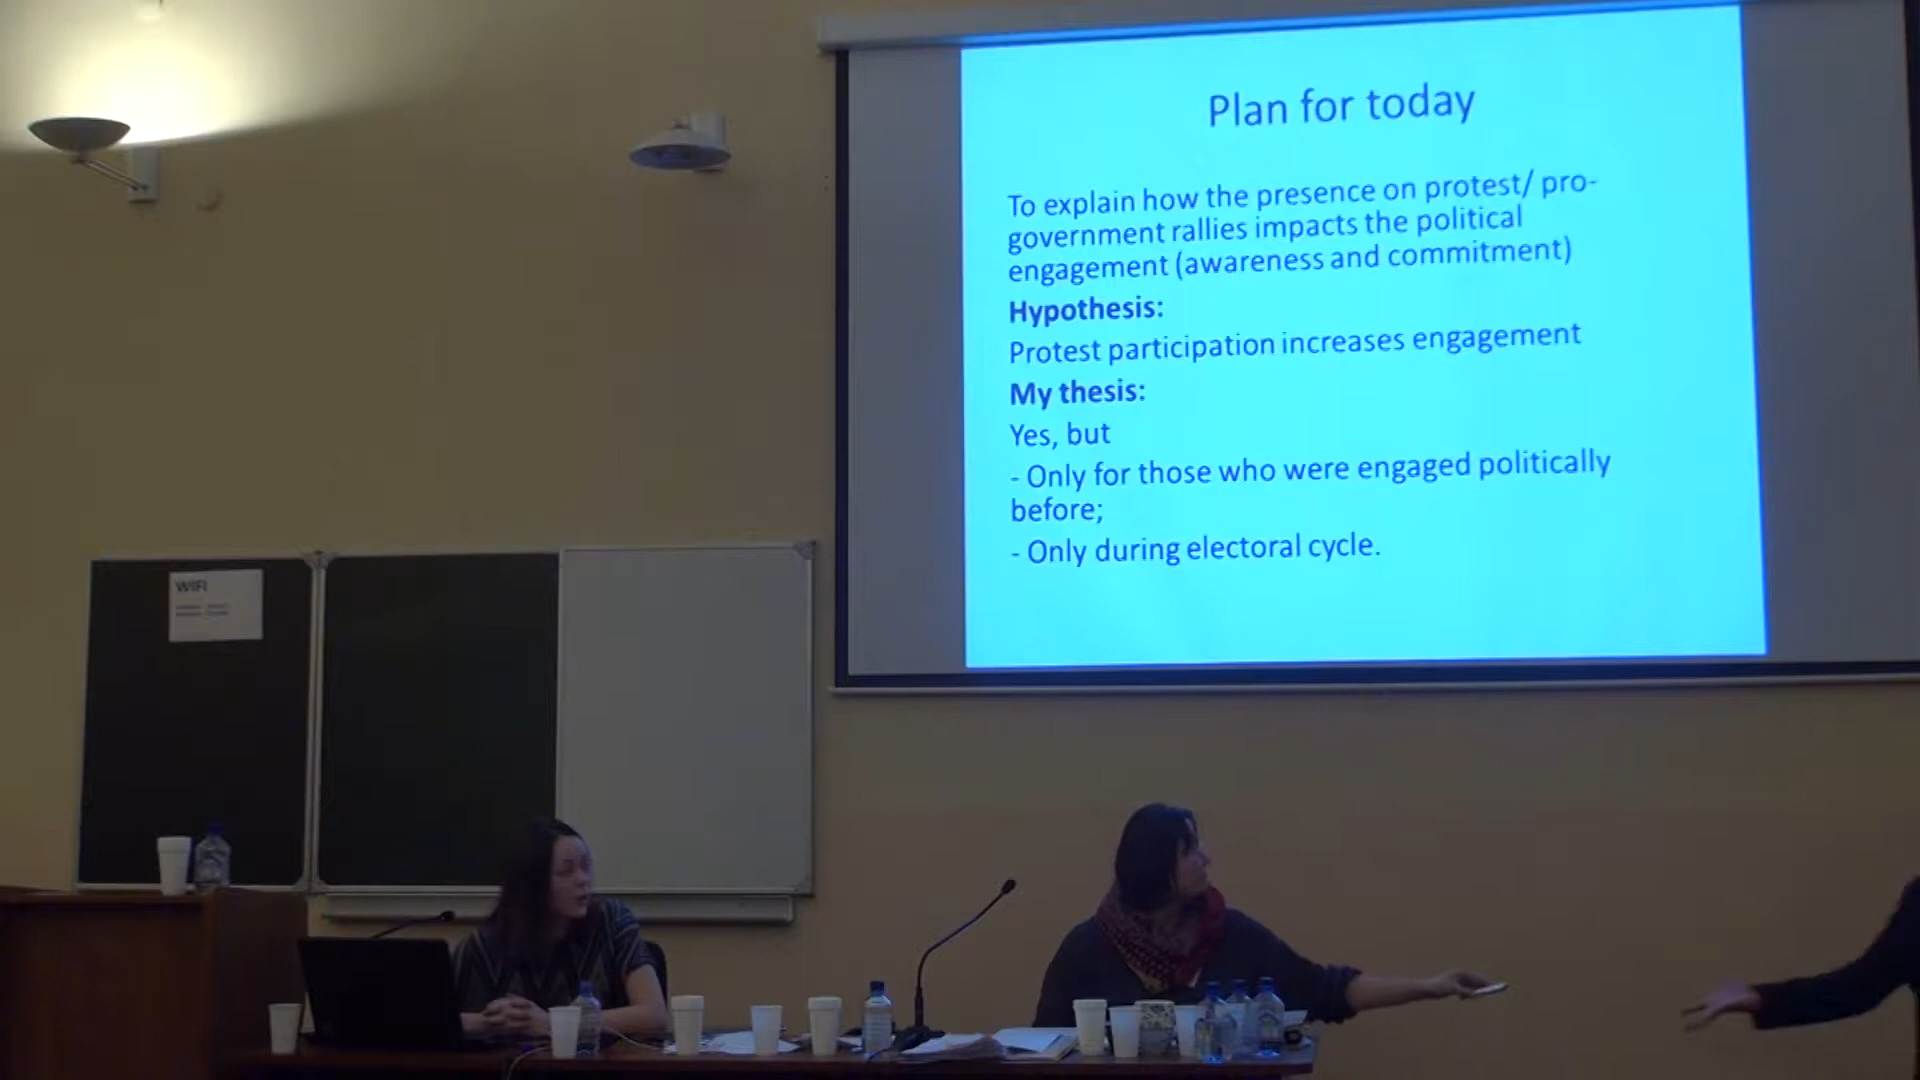 Plan for today
To explain how the presence on protest/ pro-
government rallies impacts the political
engagement (awareness and commitment)
Hypothesis:
Protest participation increases engagement
My thesis:
Yes, but
- Only for those who were engaged politically
before;
- Only during electoral cycle.
WIFI